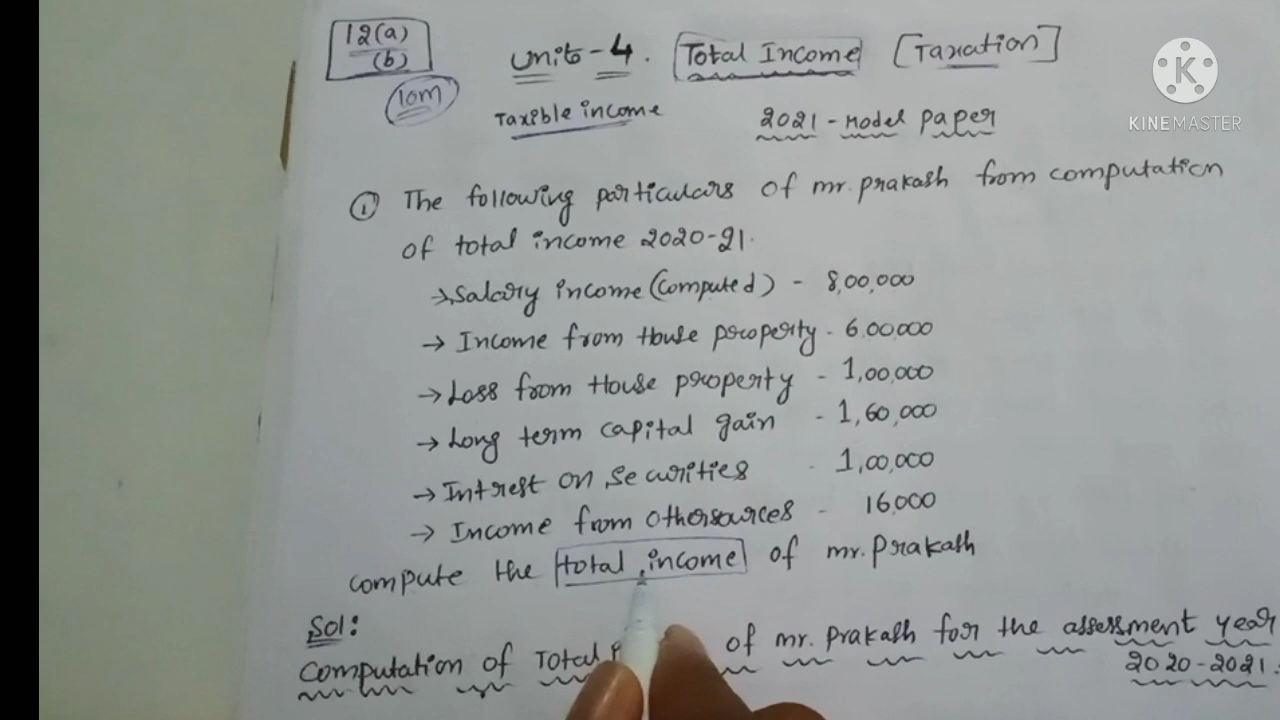 12(a)
(b)
10m
Unit-4. Total Income [Taxation]
Taxible income
2021 - Model paper
K
KINEMASTER
① The following particulars of mr. prakash from computation
of total income 2020-21.
→ Salary income (computed) - 8,00,000
→ Income from House property - 6.00000
→ Loss from House property - 1,00,000
→ Long term capital gain - 1,60,000
→ Intrest on Securities - 1,00,000
→ Income from othersources - 16,000
compute the total income of mr. prakash
Sol:
Computation of Total of mr. prakash for the assessment year
2020-2021.